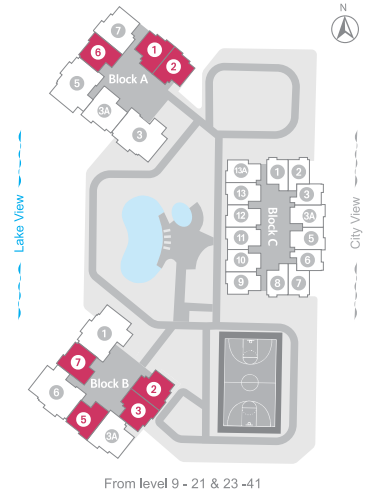 N
7
6
1
2
Block A
5
3A
3
Lake View
City View
13A
1
2
13
3
12
3A
Block C
11
5
10
6
9
8
7
1
7
Block B
2
6
3
5
3A
From level 9 - 21 & 23 -41